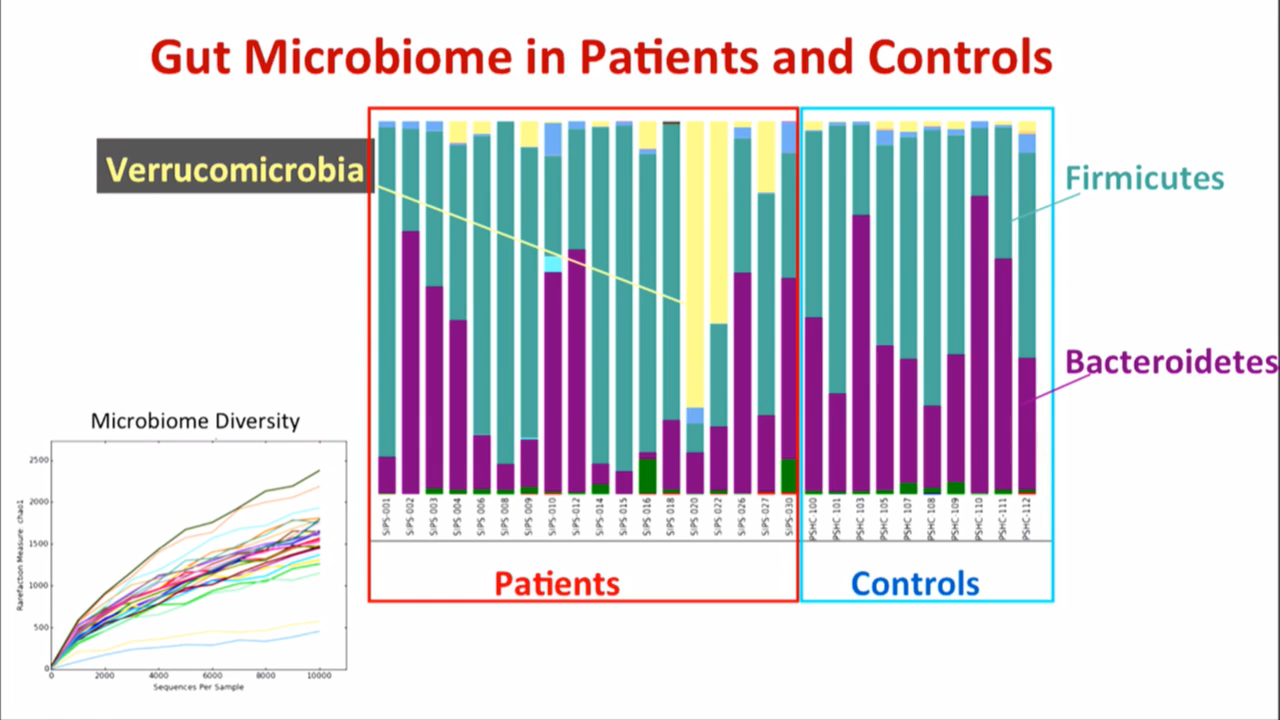 Gut Microbiome in Patients and Controls
Verrucomicrobia
Firmicutes
Bacteroidetes
SIPS-001
SIPS 002
SIPS 003
SIPS 004
SIPS 006
SIPS 008
SIPS 009
SIPS-010
SIPS-012
SIPS 014
SIPS-015
SIPS 016
SIPS 018
SIPS 020
SIPS 022
SIPS 026
SIPS-027
SIPS-030
PSHC 100
PSHC 101
PSHC 103
PSHC 105
PSHC 107
PSHC 108
PSHC 109
PSHC 110
PSHC-111
PSHC-112
Patients
Controls
Microbiome Diversity
Rarefaction Measure chao1
2500
2000
1500
1000
500
0
0
2000
4000
6000
8000
10000
Sequences Per Sample